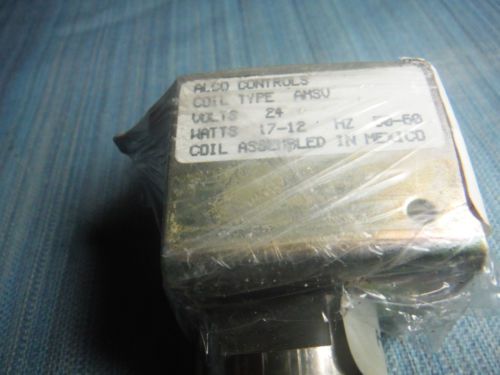 ALCO CONTROLS
COIL TYPE AMSV
VOLTS 24
WATTS 17-12 HZ 50-60
COIL ASSEMBLED IN MEXICO